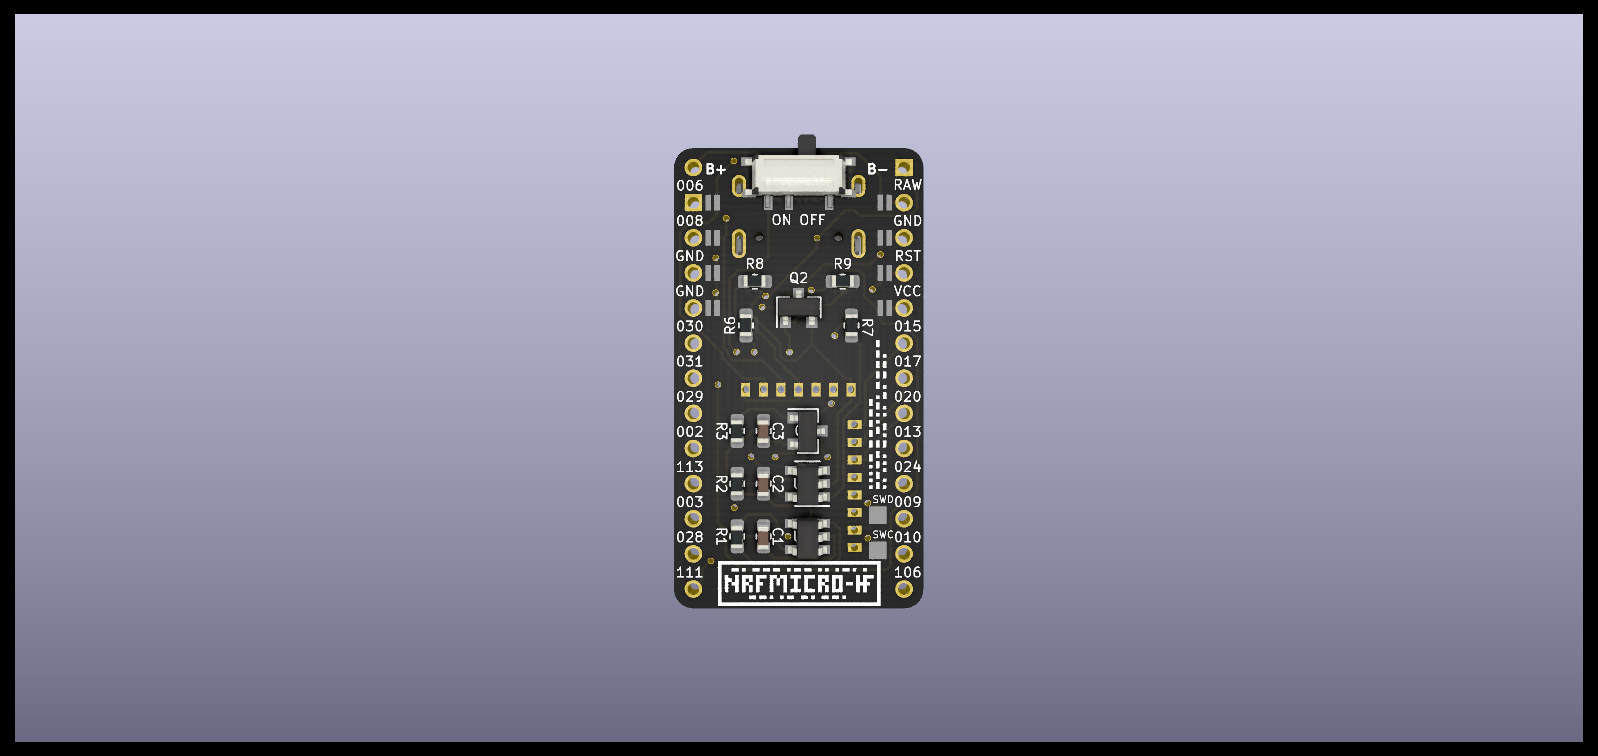 B+ B-
006 RAW
008 ON OFF GND
GND R8 R9 RST
GND Q2 VCC
030 R6 R7 015
031 017
029 020
002 R3 C3 013
113 R2 C2 024
003 SWD 009
028 R1 C1 SWC 010
111 106
NRFMICRO-HF